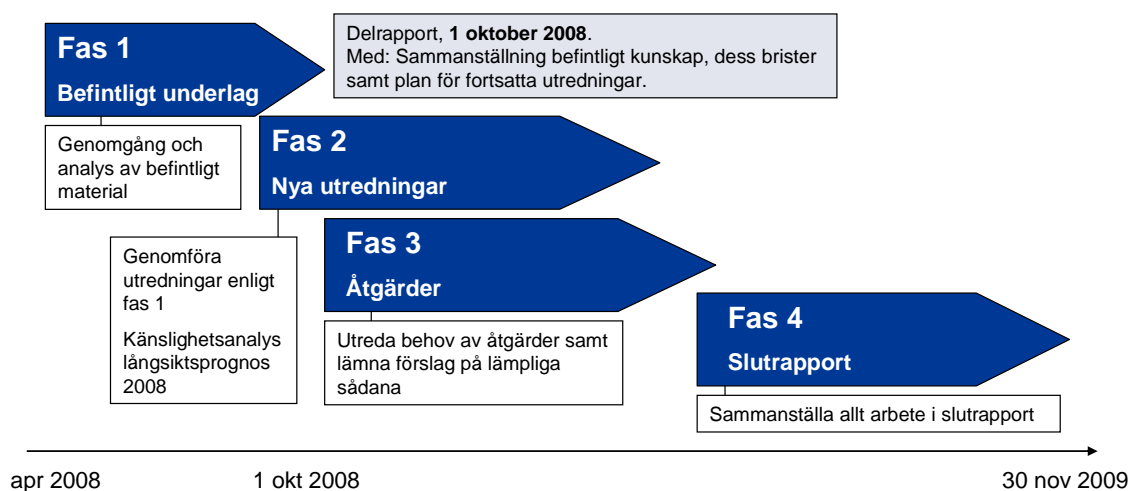 Fas 1
Befintligt underlag
Delrapport, 1 oktober 2008.
Med: Sammanställning befintligt kunskap, dess brister
samt plan för fortsatta utredningar.
Genomgång och
analys av befintligt
material
Fas 2
Nya utredningar
Genomföra
utredningar enligt
fas 1
Känslighetsanalys
långsiktsprognos
2008
Fas 3
Åtgärder
Utreda behov av åtgärder samt
lämna förslag på lämpliga
sådana
Fas 4
Slutrapport
Sammanställa allt arbete i slutrapport
apr 2008
1 okt 2008
30 nov 2009